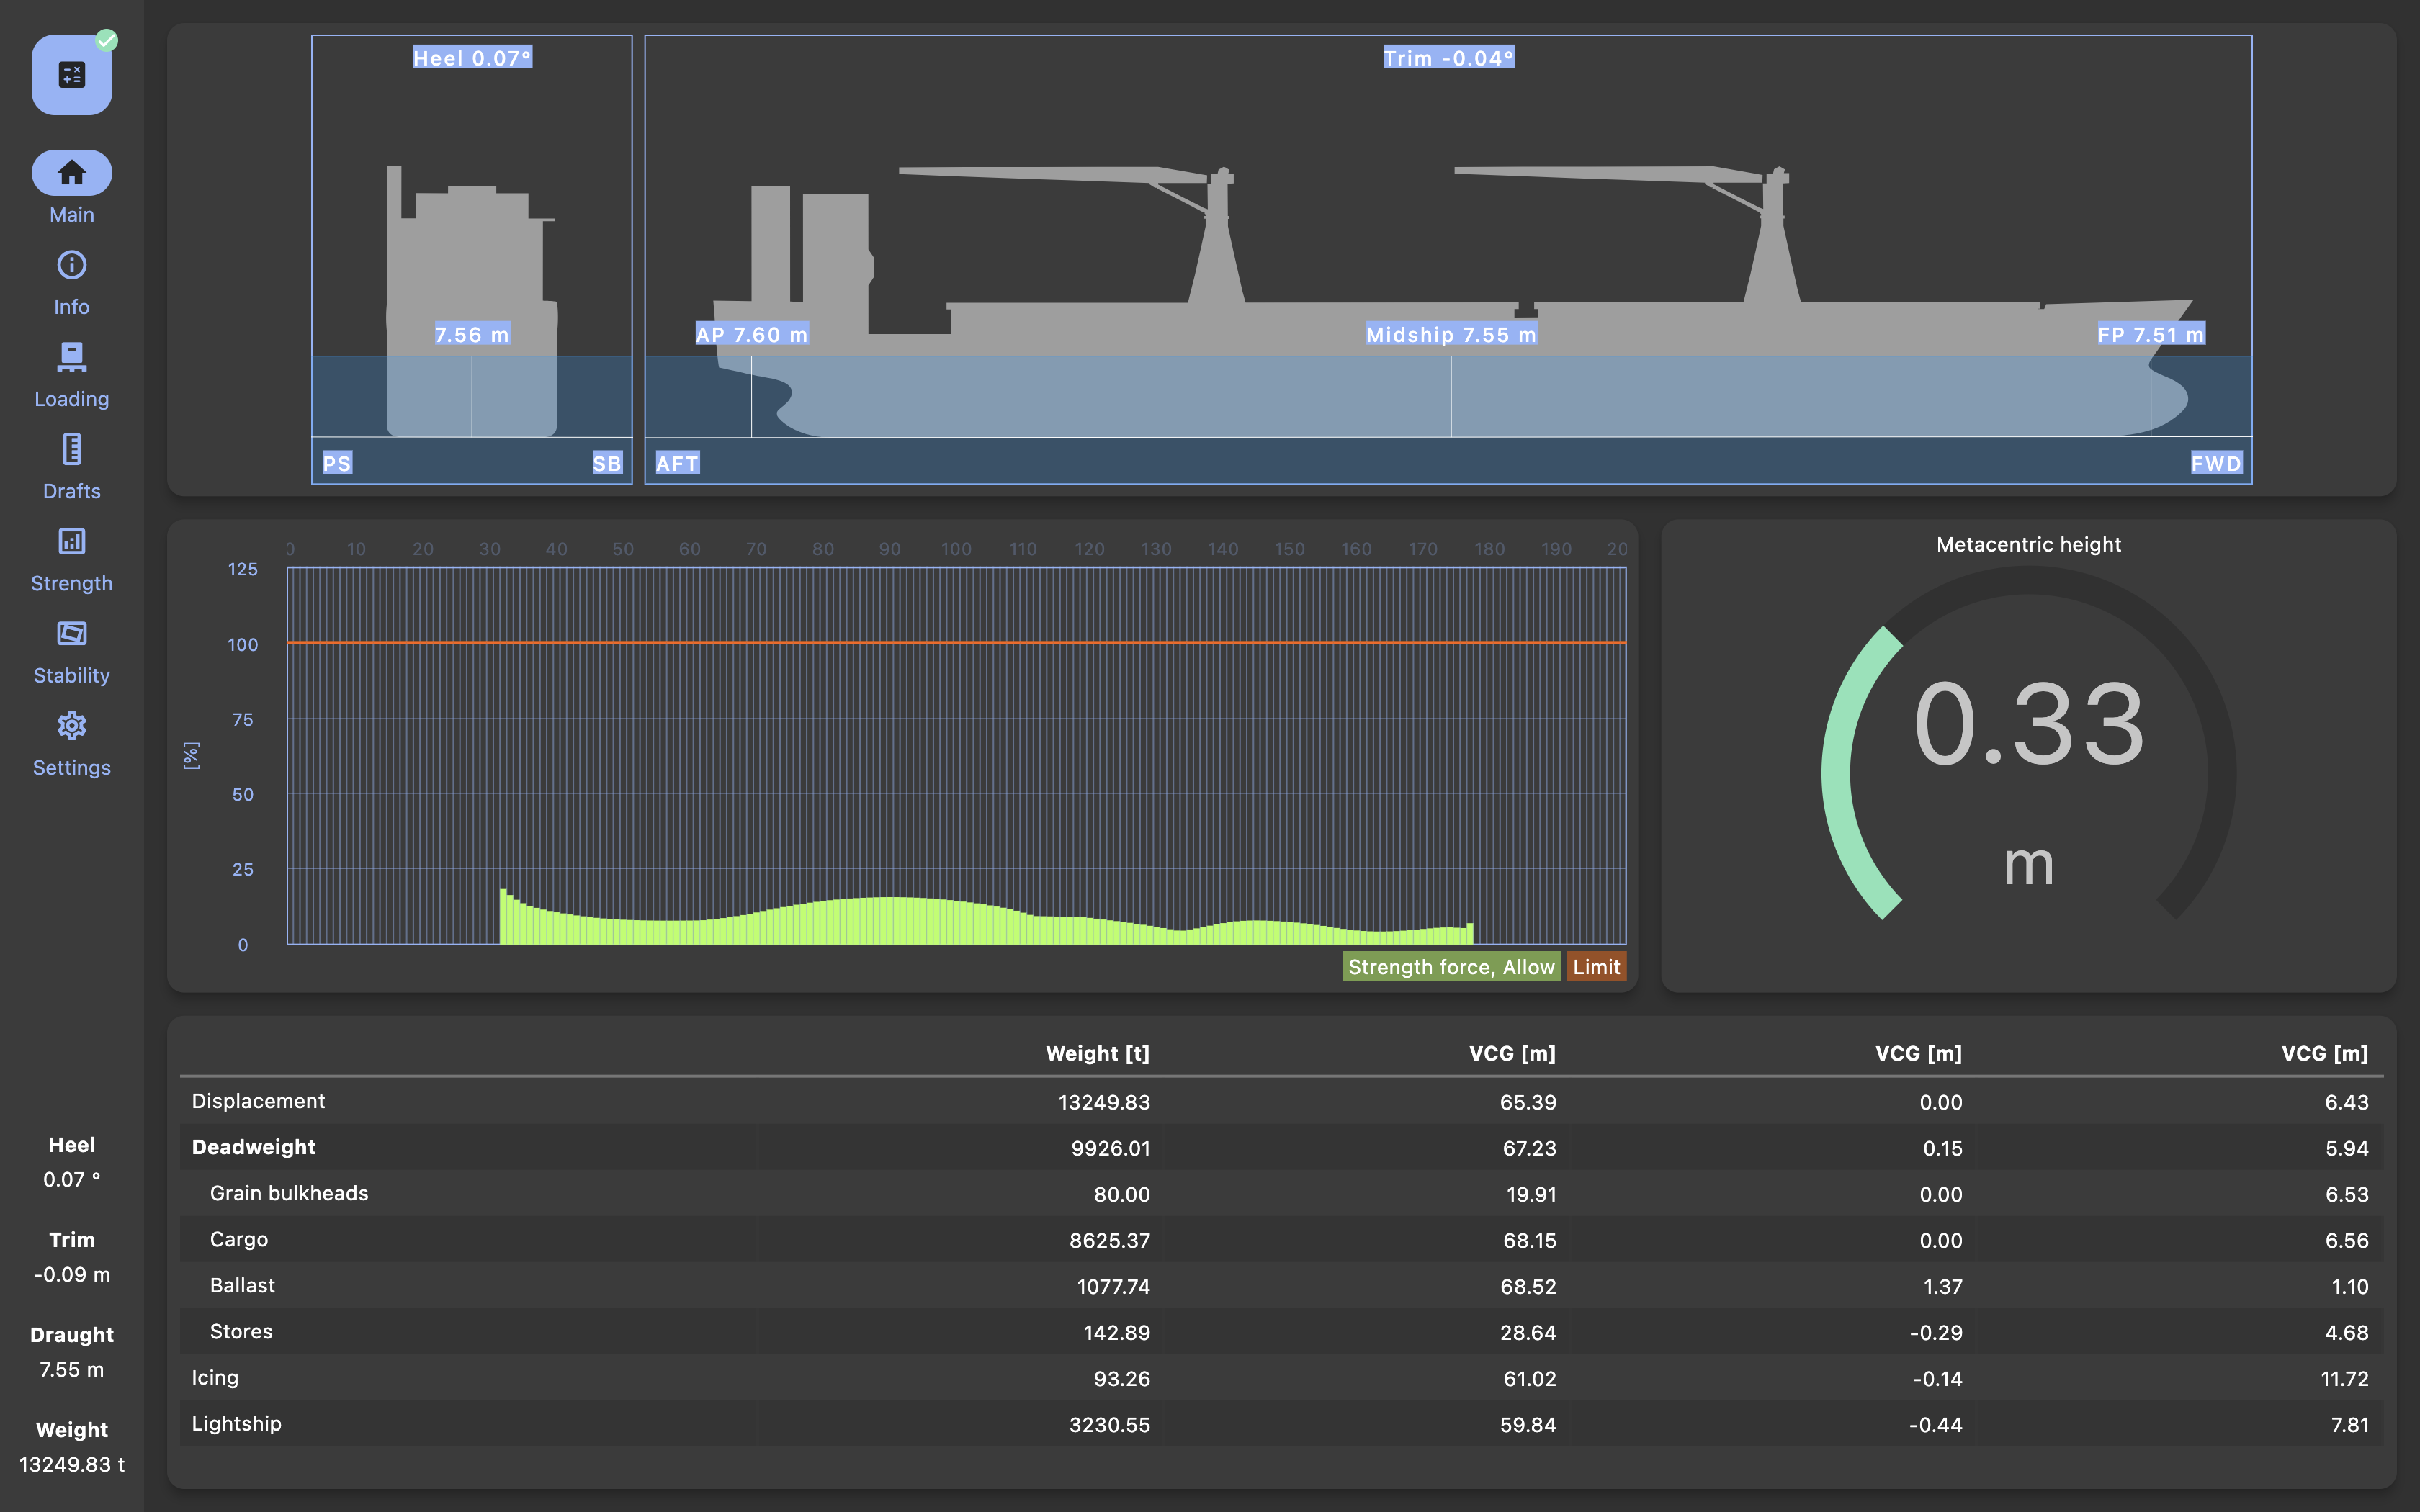 Main
Info
Loading
Drafts
Strength
Stability
Settings
Heel
0.07 °
Trim
-0.09 m
Draught
7.55 m
Weight
13249.83 t
Heel 0.07°
7.56 m
PS SB
Trim -0.04°
AP 7.60 m Midship 7.55 m FP 7.51 m
AFT FWD
0 10 20 30 40 50 60 70 80 90 100 110 120 130 140 150 160 170 180 190 20
125
100
75
50
25
0
[%]
Strength force, Allow Limit
Metacentric height
0.33
m
Weight [t] VCG [m] VCG [m] VCG [m]
Displacement 13249.83 65.39 0.00 6.43
Deadweight 9926.01 67.23 0.15 5.94
Grain bulkheads 80.00 19.91 0.00 6.53
Cargo 8625.37 68.15 0.00 6.56
Ballast 1077.74 68.52 1.37 1.10
Stores 142.89 28.64 -0.29 4.68
Icing 93.26 61.02 -0.14 11.72
Lightship 3230.55 59.84 -0.44 7.81